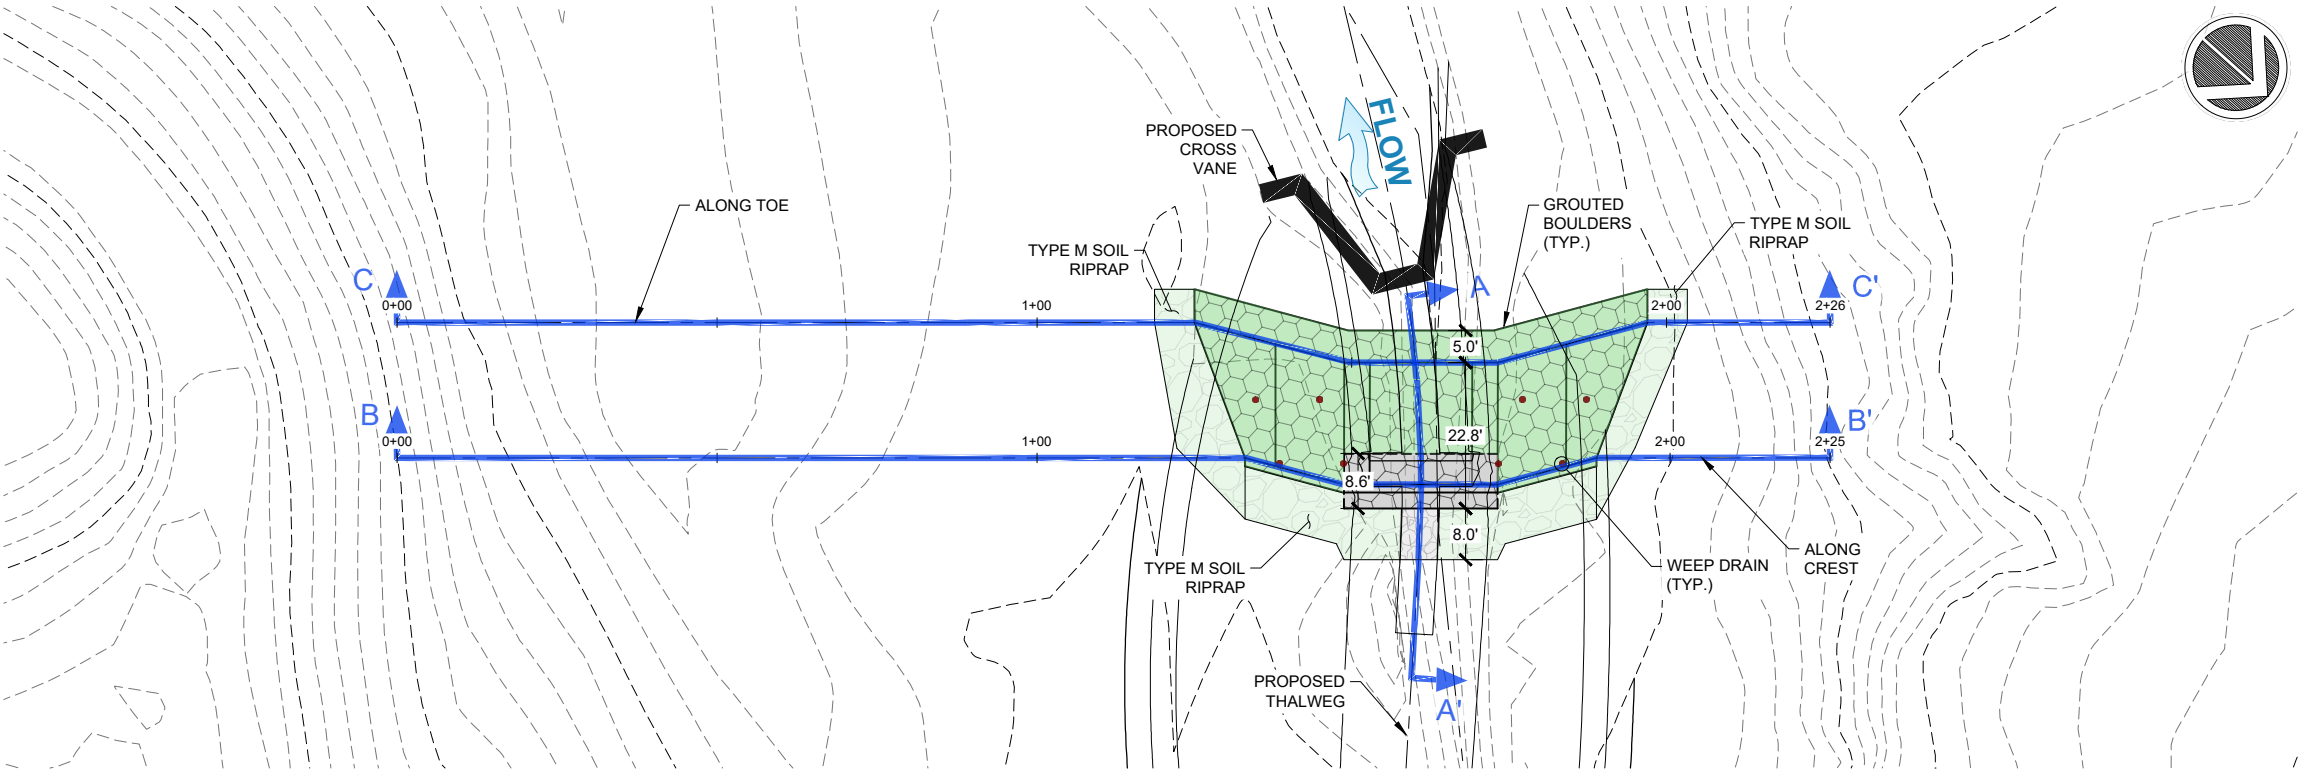 PROPOSED
CROSS
VANE
FLOW
ALONG TOE
GROUTED
BOULDERS
(TYP.)
TYPE M SOIL
RIPRAP
TYPE M SOIL
RIPRAP
C
0+00
1+00
A
2+00
C'
2+26
5.0'
B
0+00
1+00
22.8'
2+00
B'
2+25
8.6'
8.0'
TYPE M SOIL
RIPRAP
WEEP DRAIN
(TYP.)
ALONG
CREST
PROPOSED
THALWEG
A'